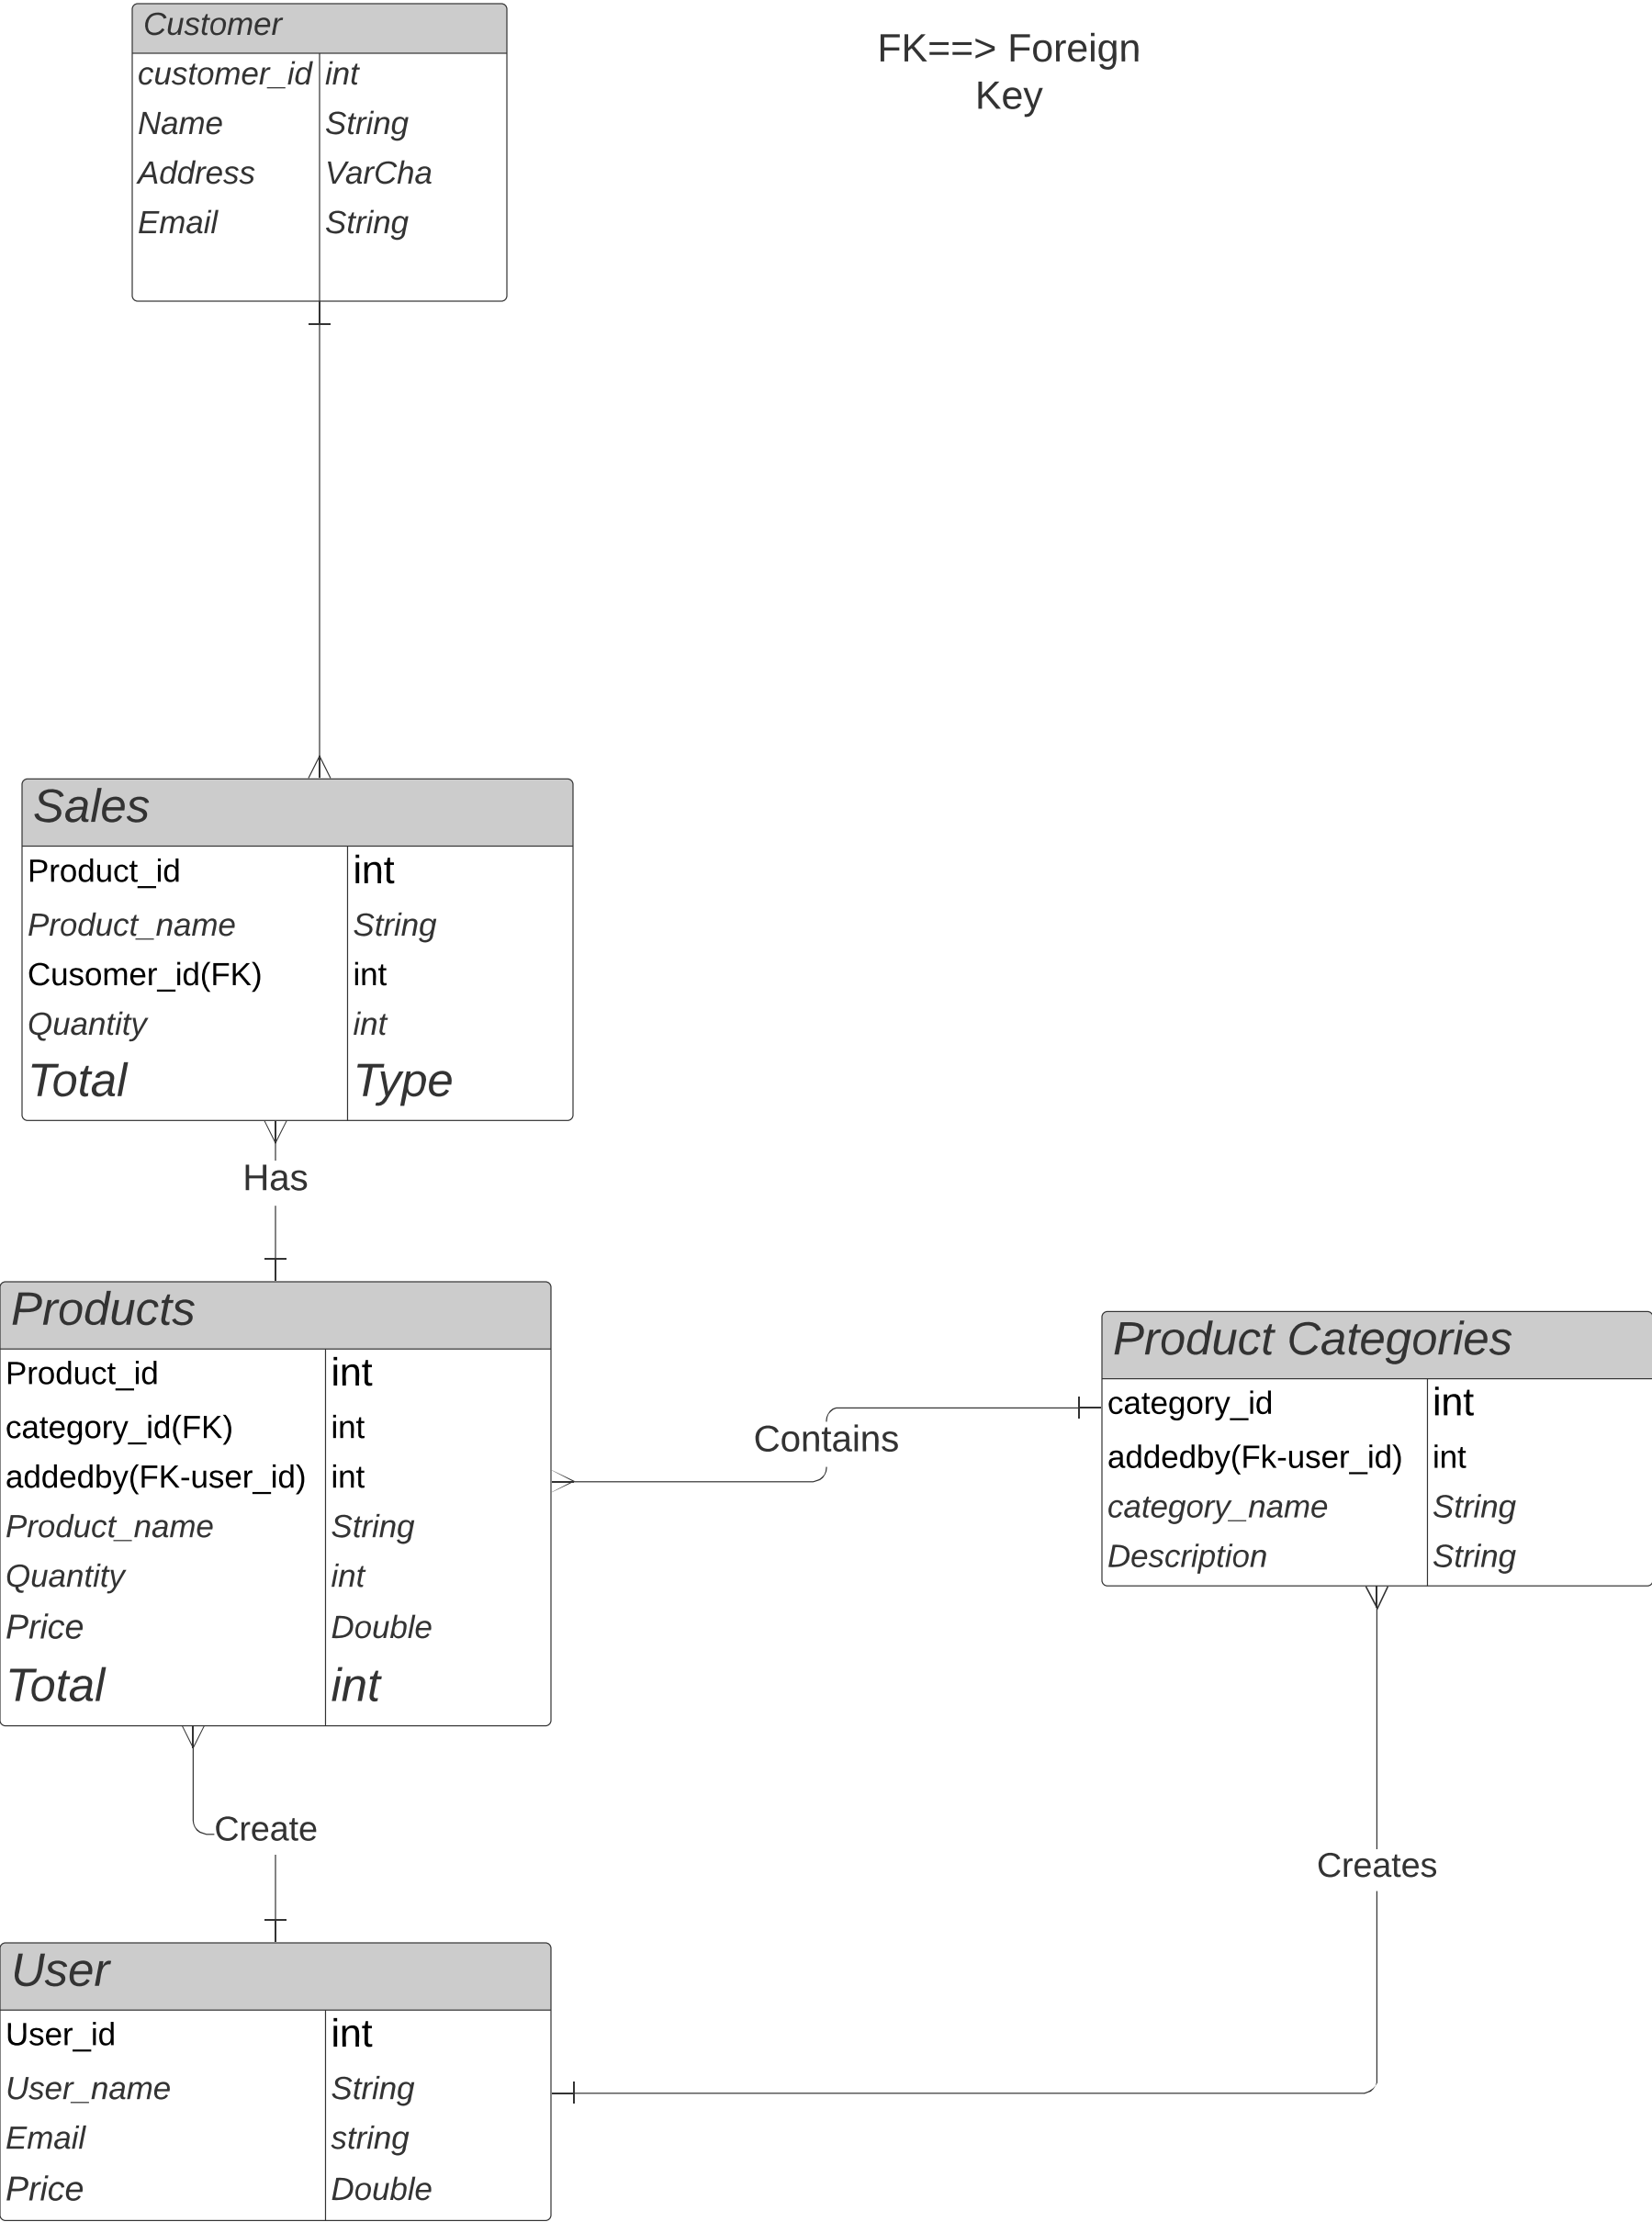 Customer
customer_id int
Name String
Address VarCha
Email String
FK==> Foreign
Key
Sales
Product_id int
Product_name String
Cusomer_id(FK) int
Quantity int
Total Type
Has
Products
Product_id int
category_id(FK) int
addedby(FK-user_id) int
Product_name String
Quantity int
Price Double
Total int
Contains
Product Categories
category_id int
addedby(Fk-user_id) int
category_name String
Description String
Create
Creates
User
User_id int
User_name String
Email string
Price Double